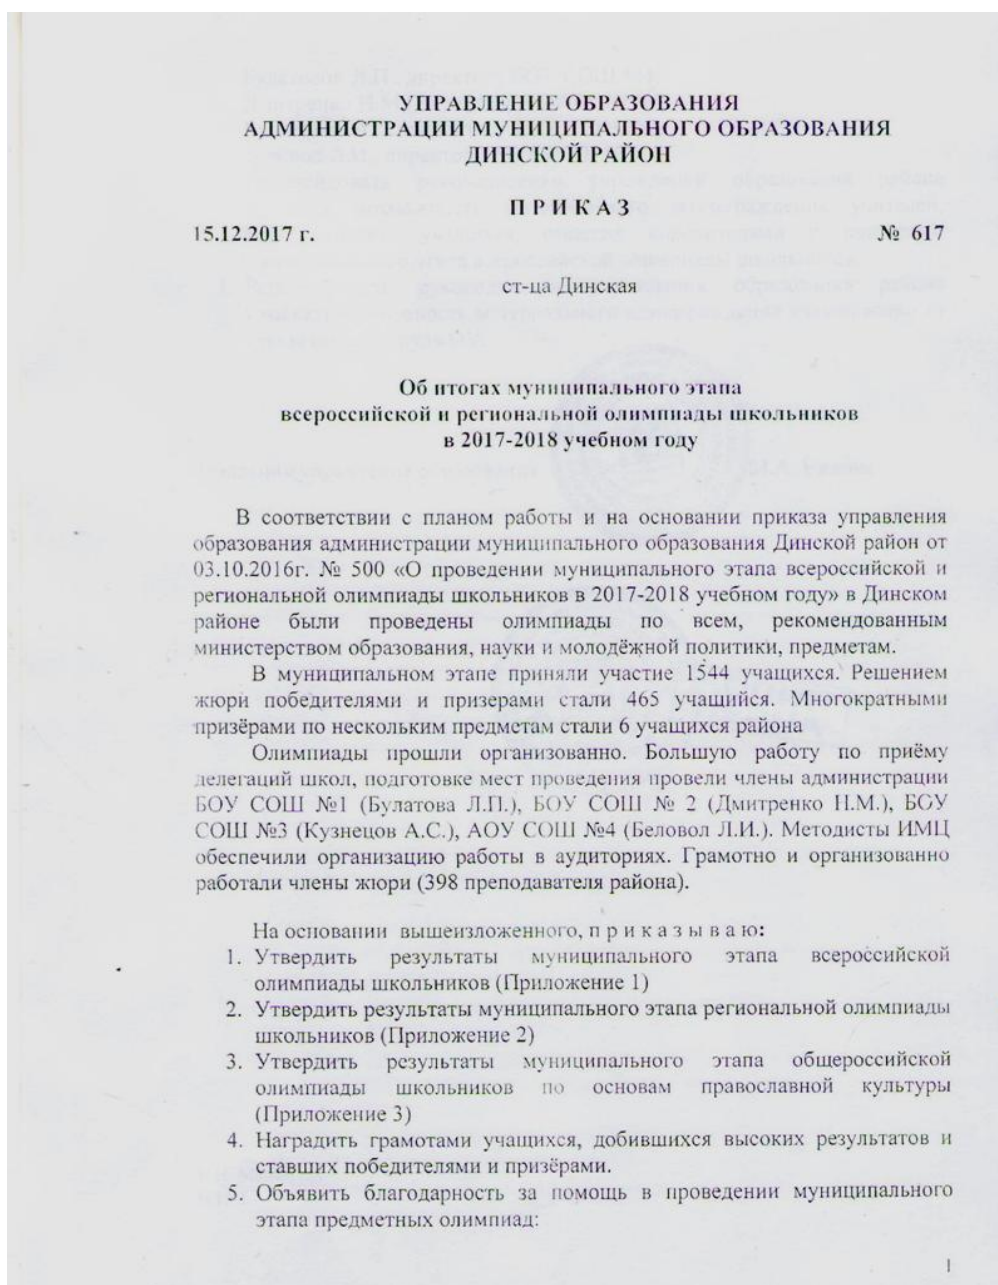 УПРАВЛЕНИЕ ОБРАЗОВАНИЯ
АДМИНИСТРАЦИИ МУНИЦИПАЛЬНОГО ОБРАЗОВАНИЯ
ДИНСКОЙ РАЙОН
П Р И К А З
15.12.2017 г. № 617
ст-ца Динская
Об итогах муниципального этапа
всероссийской и региональной олимпиады школьников
в 2017-2018 учебном году
В соответствии с планом работы и на основании приказа управления
образования администрации муниципального образования Динской район от
03.10.2016г. № 500 «О проведении муниципального этапа всероссийской и
региональной олимпиады школьников в 2017-2018 учебном году» в Динском
районе были проведены олимпиады по всем, рекомендованным
министерством образования, науки и молодёжной политики, предметам.
В муниципальном этапе приняли участие 1544 учащихся. Решением
жюри победителями и призерами стали 465 учащийся. Многократными
призёрами по нескольким предметам стали 6 учащихся района
Олимпиады прошли организованно. Большую работу по приёму
делегаций школ, подготовке мест проведения провели члены администрации
БОУ СОШ №1 (Булатова Л.П.), БОУ СОШ № 2 (Дмитренко Н.М.), БОУ
СОШ №3 (Кузнецов А.С.), АОУ СОШ №4 (Беловол Л.И.). Методисты ИМЦ
обеспечили организацию работы в аудиториях. Грамотно и организованно
работали члены жюри (398 преподавателя района).
На основании вышеизложенного, п р и к а з ы в а ю:
1. Утвердить результаты муниципального этапа всероссийской
олимпиады школьников (Приложение 1)
2. Утвердить результаты муниципального этапа региональной олимпиады
школьников (Приложение 2)
3. Утвердить результаты муниципального этапа общероссийской
олимпиады школьников по основам православной культуры
(Приложение 3)
4. Наградить грамотами учащихся, добившихся высоких результатов и
ставших победителями и призёрами.
5. Объявить благодарность за помощь в проведении муниципального
этапа предметных олимпиад:
1